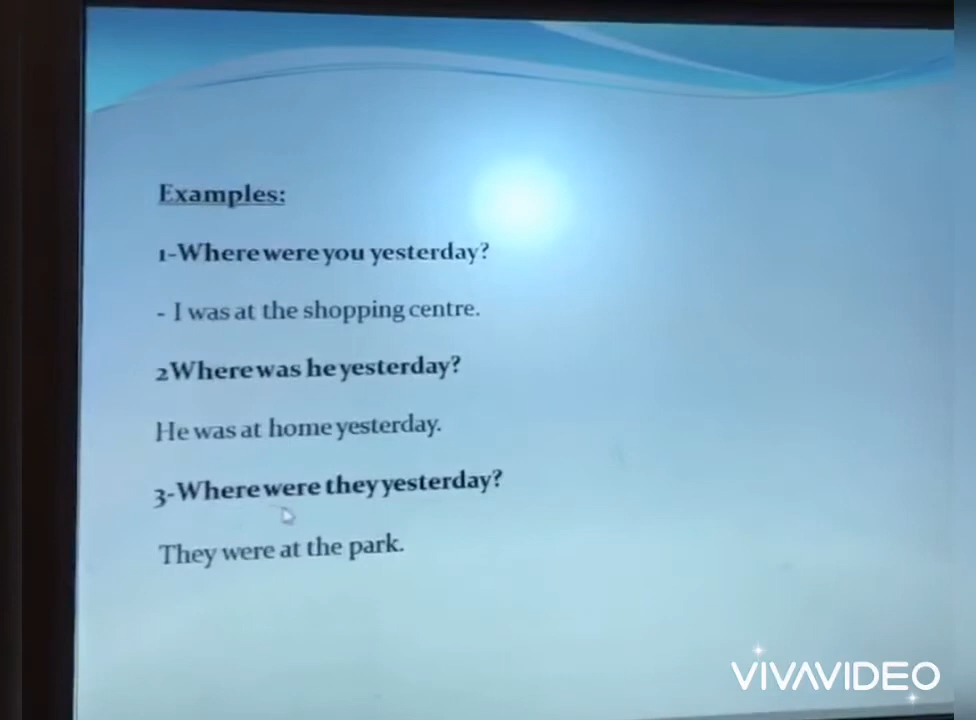 Examples:
1-Where were you yesterday?
- I was at the shopping centre.
2Where was he yesterday?
He was at home yesterday.
3-Where were they yesterday?
They were at the park.
VIVAVIDEO